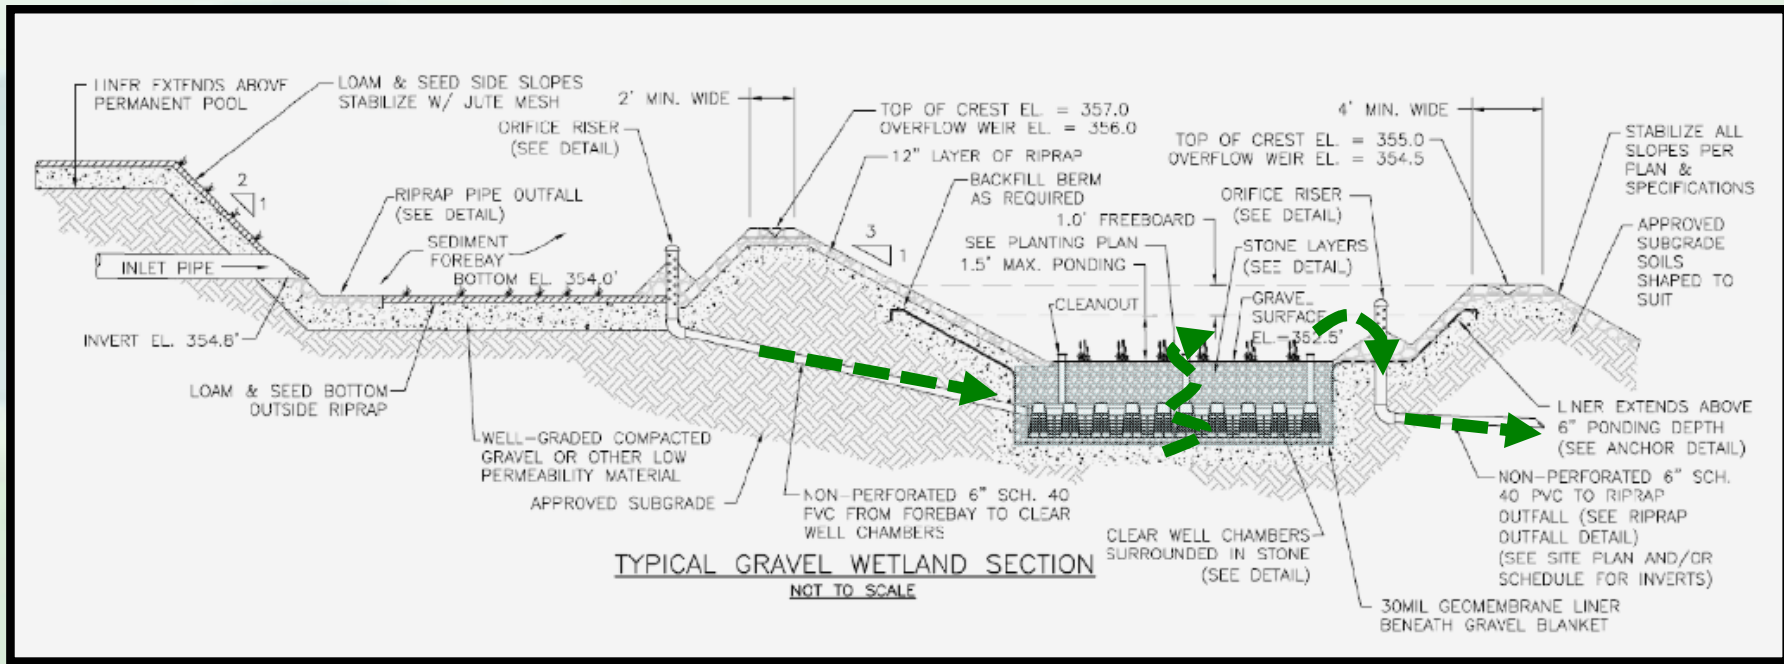 LINER EXTENDS ABOVE
PERMANENT POOL
LOAM & SEED SIDE SLOPES
STABILIZE W/ JUTE MESH
2' MIN. WIDE
ORIFICE RISER
(SEE DETAIL)
TOP OF CREST EL. = 357.0
OVERFLOW WEIR EL. = 356.0
12" LAYER OF RIPRAP
BACKFILL BERM
AS REQUIRED
4' MIN. WIDE
TOP OF CREST EL. = 355.0
OVERFLOW WEIR EL. = 354.5
STABILIZE ALL
SLOPES PER
PLAN &
SPECIFICATIONS
2
1
RIPRAP PIPE OUTFALL
(SEE DETAIL)
SEDIMENT
FOREBAY
BOTTOM EL. 354.0'
INLET PIPE
INVERT EL. 354.8'
3
1
1.0' FREEBOARD
SEE PLANTING PLAN
1.5" MAX. PONDING
CLEANOUT
ORIFICE RISER
(SEE DETAIL)
STONE LAYERS
(SEE DETAIL)
GRAVEL
SURFACE
EL. = 352.5'
APPROVED
SUBGRADE
SOILS
SHAPED TO
SUIT
LOAM & SEED BOTTOM
OUTSIDE RIPRAP
WELL-GRADED COMPACTED
GRAVEL OR OTHER LOW
PERMEABILITY MATERIAL
APPROVED SUBGRADE
NON-PERFORATED 6" SCH. 40
PVC FROM FOREBAY TO CLEAR
WELL CHAMBERS
CLEAR WELL CHAMBERS
SURROUNDED IN STONE
(SEE DETAIL)
LINER EXTENDS ABOVE
6" PONDING DEPTH
(SEE ANCHOR DETAIL)
NON-PERFORATED 6" SCH.
40 PVC TO RIPRAP
OUTFALL (SEE RIPRAP
OUTFALL DETAIL)
(SEE SITE PLAN AND/OR
SCHEDULE FOR INVERTS)
30MIL GEOMEMBRANE LINER
BENEATH GRAVEL BLANKET
TYPICAL GRAVEL WETLAND SECTION
NOT TO SCALE